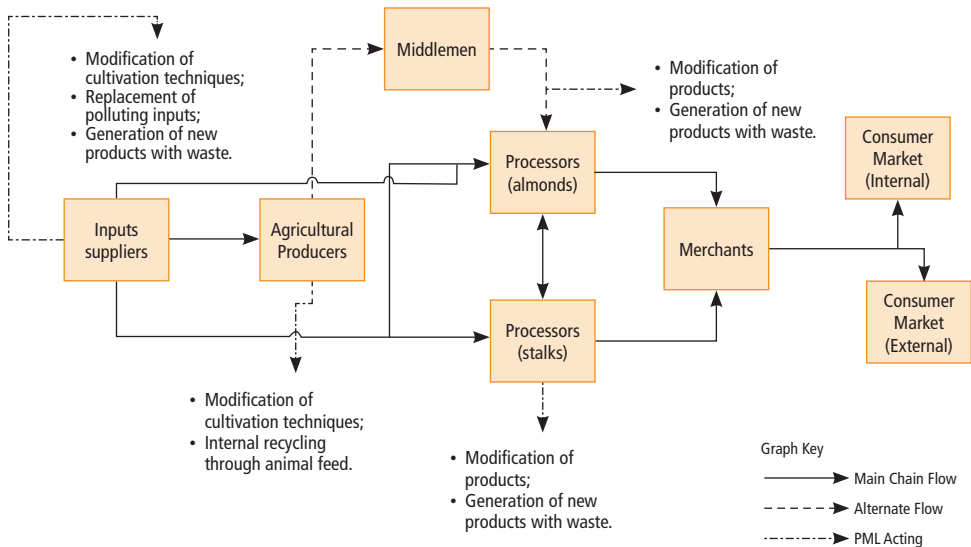 • Modification of
cultivation techniques;
• Replacement of
polluting inputs;
• Generation of new
products with waste.
Middlemen
• Modification of
products;
• Generation of new
products with waste.
Consumer
Market
(Internal)
Processors
(almonds)
Inputs
suppliers
Agricultural
Producers
Merchants
Consumer
Market
(External)
Processors
(stalks)
• Modification of
cultivation techniques;
• Internal recycling
through animal feed.
• Modification of
products;
• Generation of new
products with waste.
Graph Key
Main Chain Flow
Alternate Flow
PML Acting